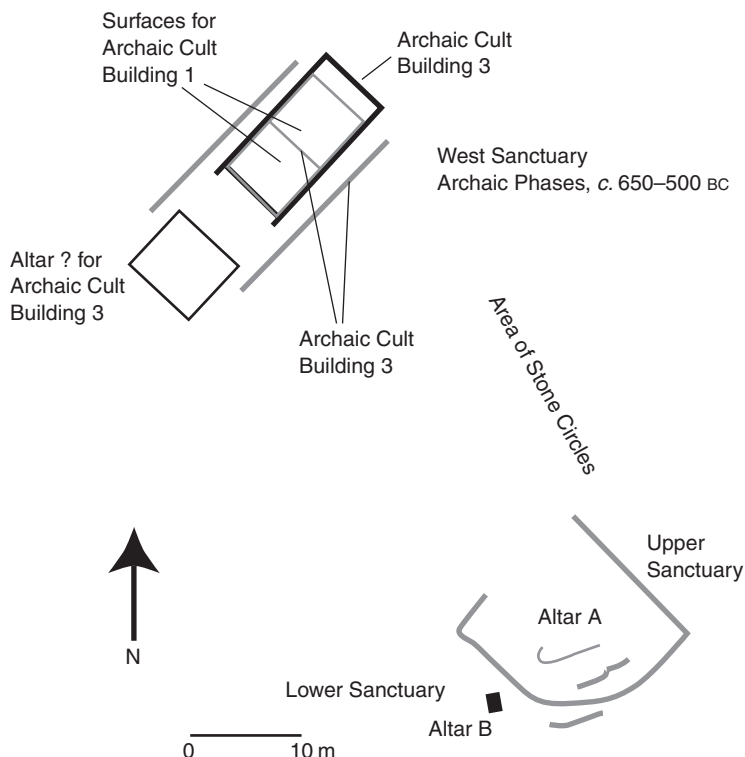 Surfaces for
Archaic Cult
Building 1
Archaic Cult
Building 3
West Sanctuary
Archaic Phases, c. 650–500 BC
Altar ? for
Archaic Cult
Building 3
Archaic Cult
Building 3
Area of Stone Circles
Upper
Sanctuary
Altar A
N
Lower Sanctuary
Altar B
0 10 m